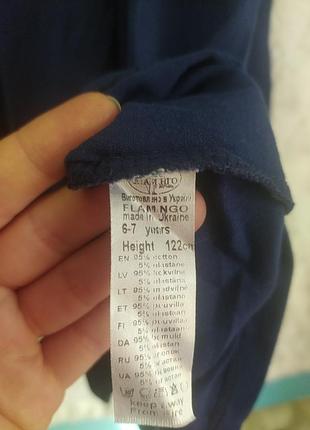 Виготовлено в Україні
FLAMINGO
made in Ukraine
6-7 years
Height 122cm
EN 95% cotton
5% elastane
LV 95% kokvilna
5% elastāns
LT 95% medvilnė
5% elastanas
ET 95% puuvilla
5% elastaan
FI 95% puuvilla
5% elastaani
DA 95% bomuld
5% elastan
RU 95% хлопок
5% эластан
UA 95% бавовна
5% еластан
keep away
From fire